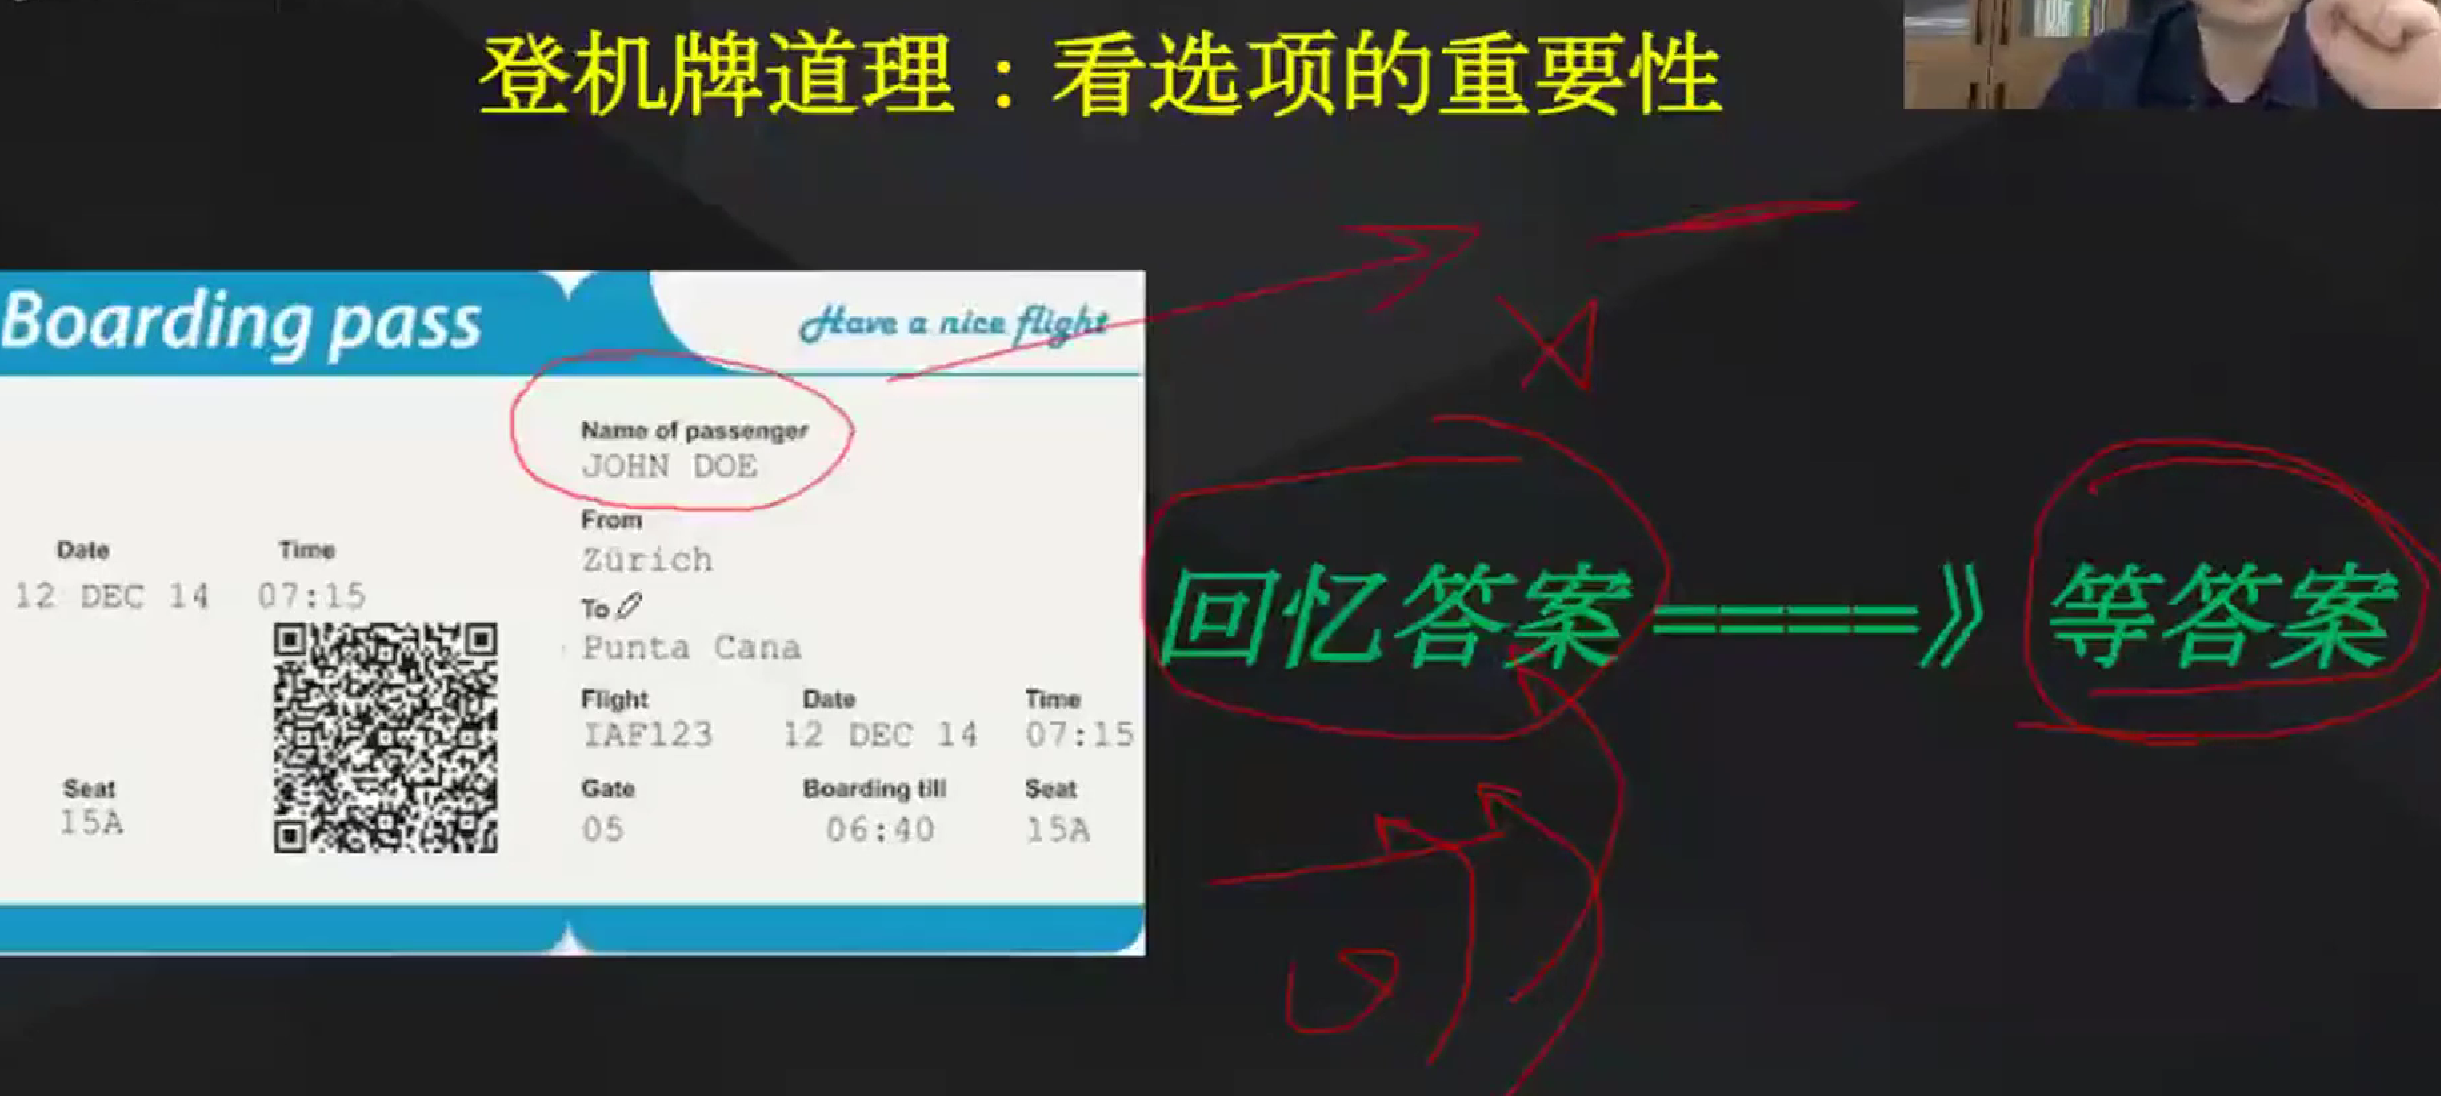 登机牌道理：看选项的重要性
Boarding pass
Have a nice flight
Name of passenger
JOHN DOE
From
Zürich
To
Punta Cana
Date Time
12 DEC 14 07:15
Flight Date Time
IAF123 12 DEC 14 07:15
Seat
15A
Gate Boarding till Seat
05 06:40 15A
回忆答案====》等答案